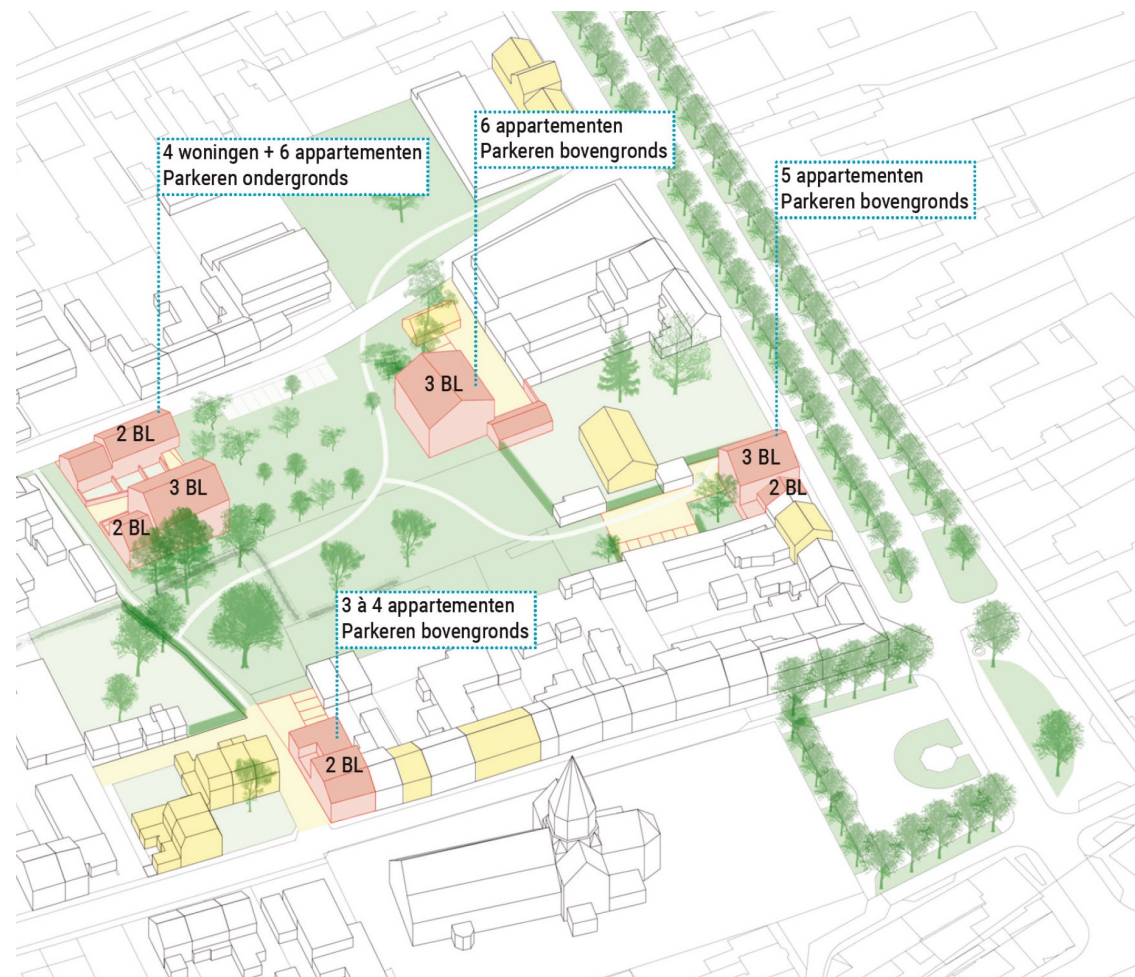 6 appartementen
Parkeren bovengronds
4 woningen + 6 appartementen
Parkeren ondergronds
5 appartementen
Parkeren bovengronds
3 BL
2 BL
3 BL
2 BL
3 BL
2 BL
3 à 4 appartementen
Parkeren bovengronds
2 BL